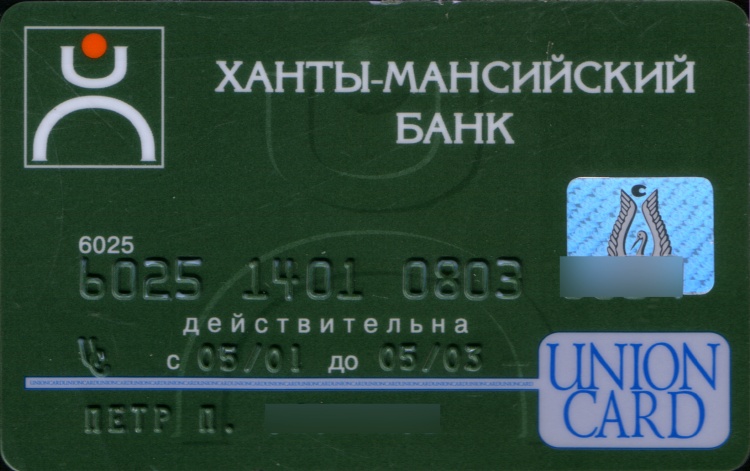 ХАНТЫ-МАНСИЙСКИЙ
БАНК
6025
6025 1401 0803
действительна
с 05/01 до 05/03
UNION
CARD
ПЕТР П.